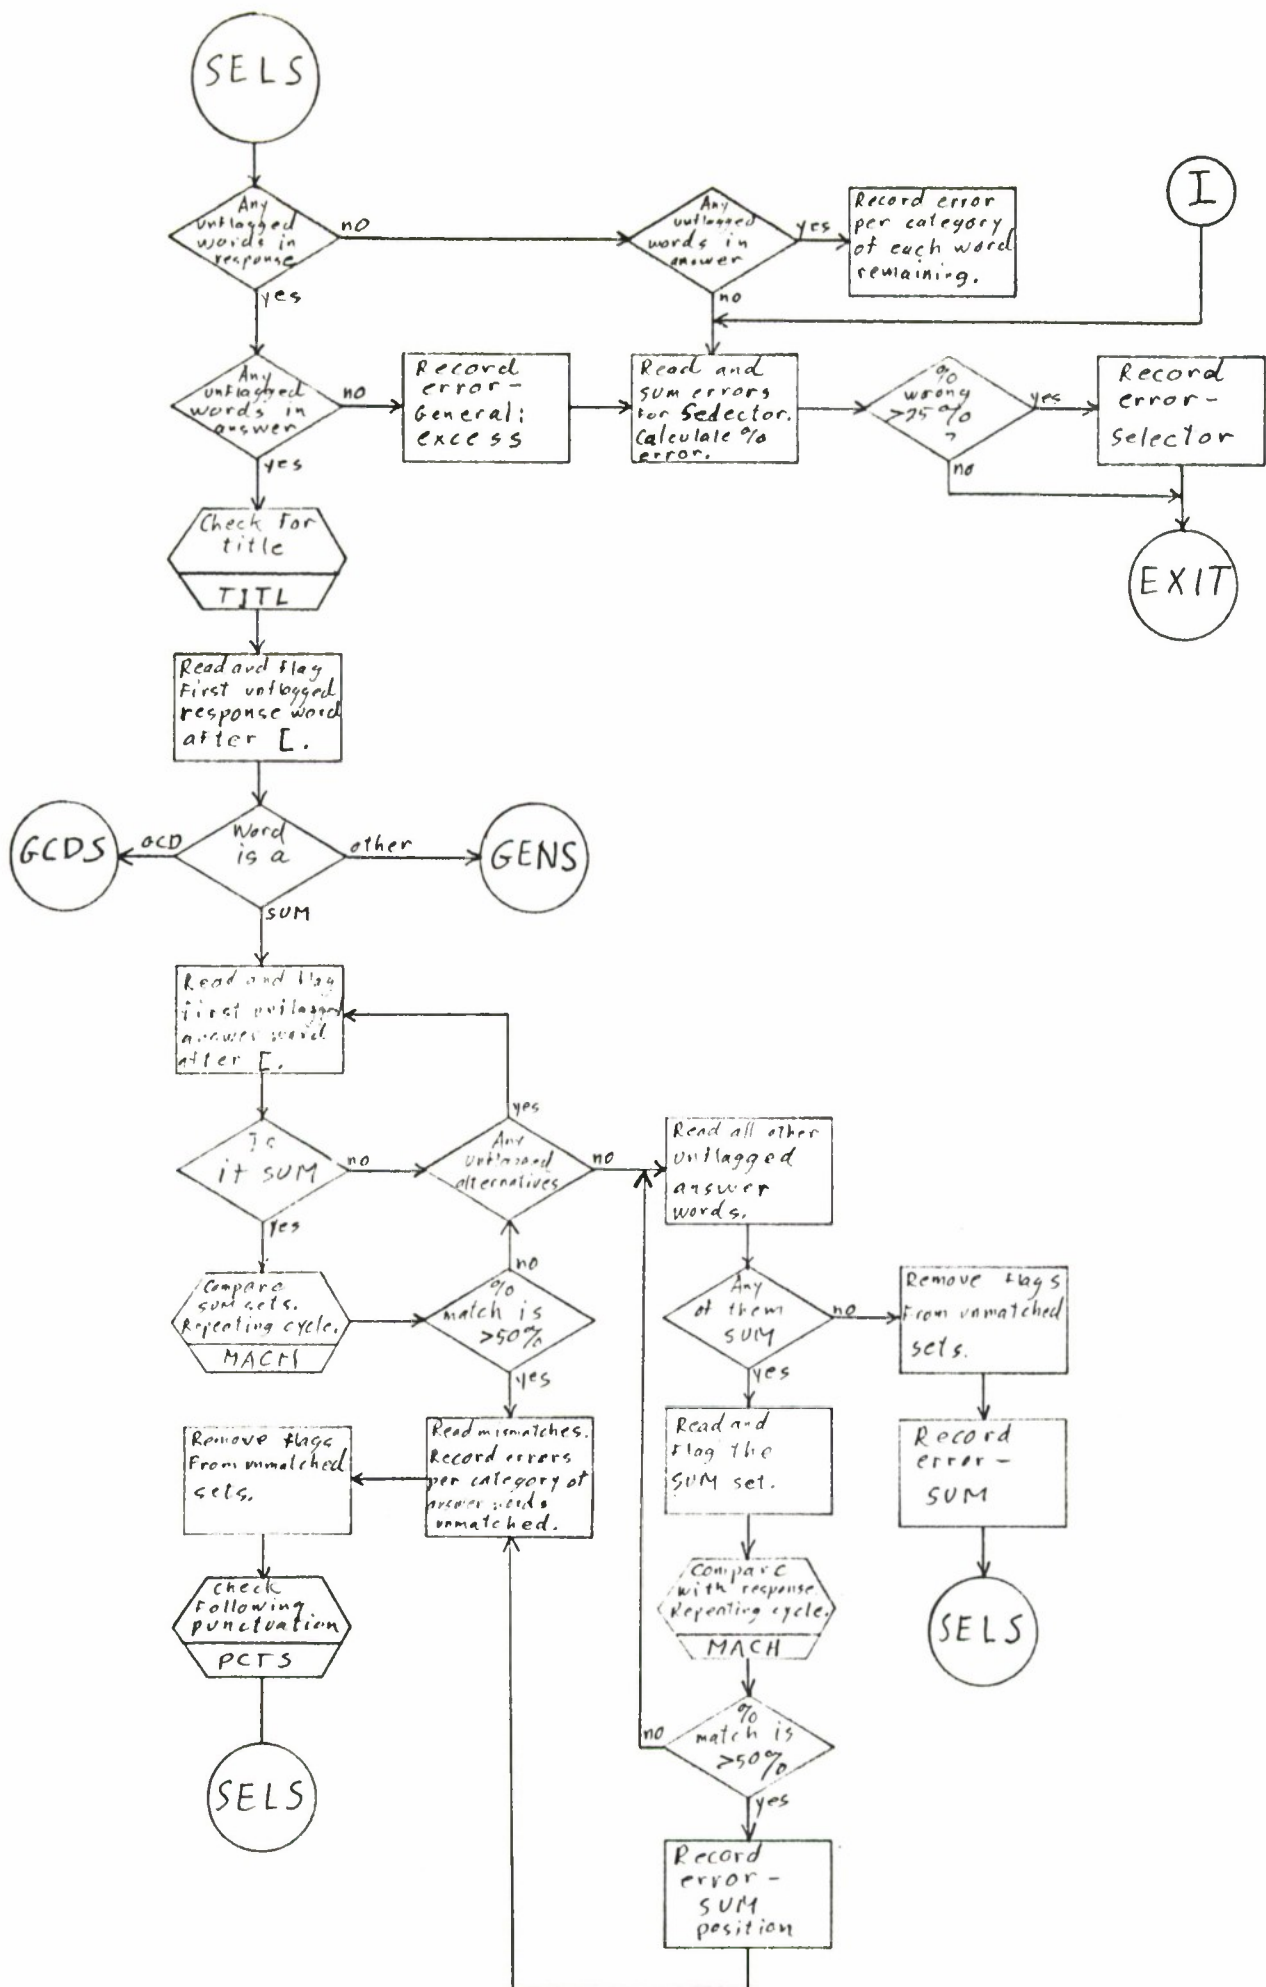 SELS
Any
unflagged
words in
response
no
yes
Any
unflagged
words in
answer
yes
no
Record error
per category
of each word
remaining.
I
Any
unflagged
words in
answer
no
yes
Record
error-
General:
excess
Read and
sum errors
for Selector.
Calculate %
error.
%
wrong
>25%
?
yes
no
Record
error-
Selector
EXIT
Check for
title
TITL
Read and flag
First unflagged
response word
after [.
Word
is a
GCD
GCDS
other
GENS
SUM
Read and flag
first unflagged
answer word
after [.
Is
it SUM
no
yes
Any
unflagged
alternatives
yes
no
Read all other
unflagged
answer
words.
Compare
sum sets.
Repeating cycle.
MACH
%
match is
>50%
no
yes
Any
of them
SUM
no
yes
Remove flags
From unmatched
sets.
Record
error-
SUM
SELS
Read mismatches.
Record errors
per category of
answer words
unmatched.
Remove flags
From unmatched
sets.
Check
Following
punctuation
PCTS
SELS
Read and
flag the
SUM set.
Compare
with response
Repeating cycle.
MACH
%
match is
>50%
no
yes
Record
error-
SUM
position